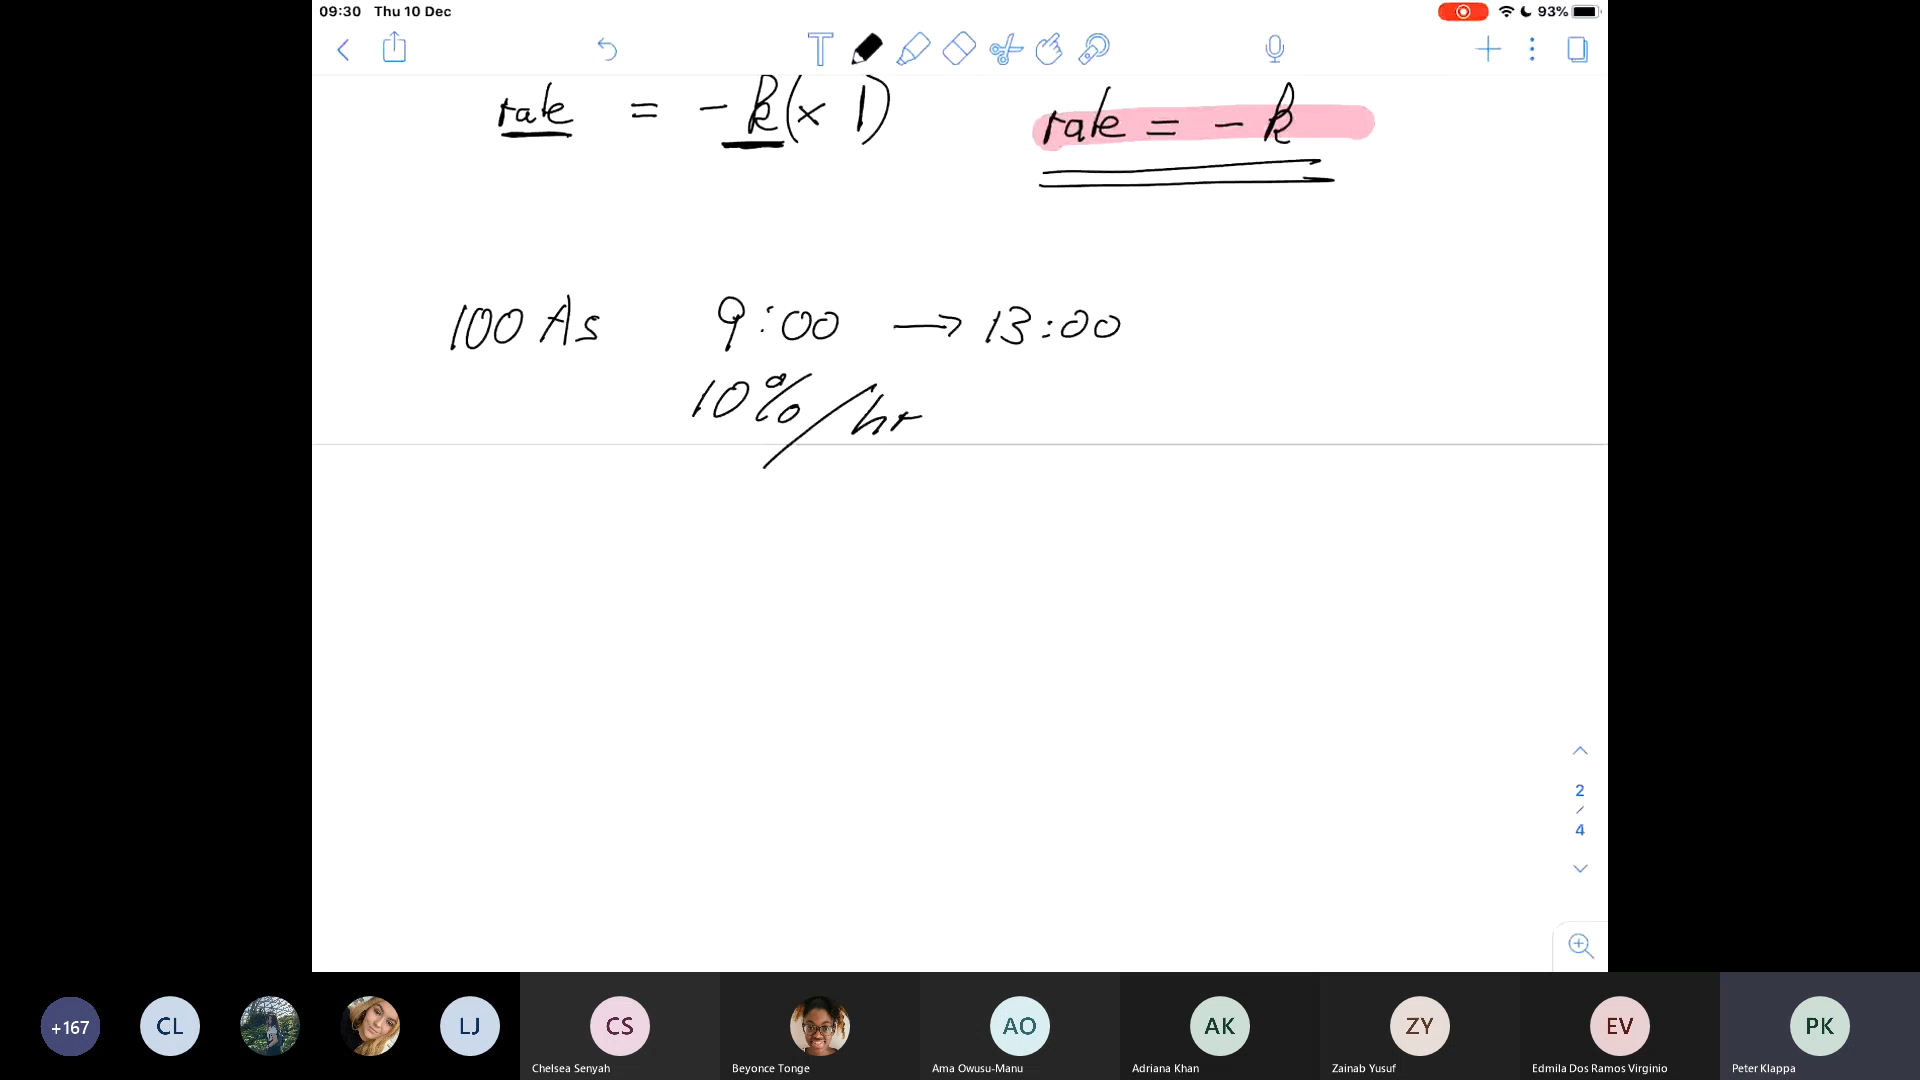 09:30 Thu 10 Dec 93%
T
rate = - k(x 1) rate = - k
100 As 9:00 → 13:00
10%/hr
2
/
4
+167 CL LJ CS AO AK ZY EV PK
Chelsea Senyah Beyonce Tonge Ama Owusu-Manu Adriana Khan Zainab Yusuf Edmila Dos Ramos Virginio Peter Klappa